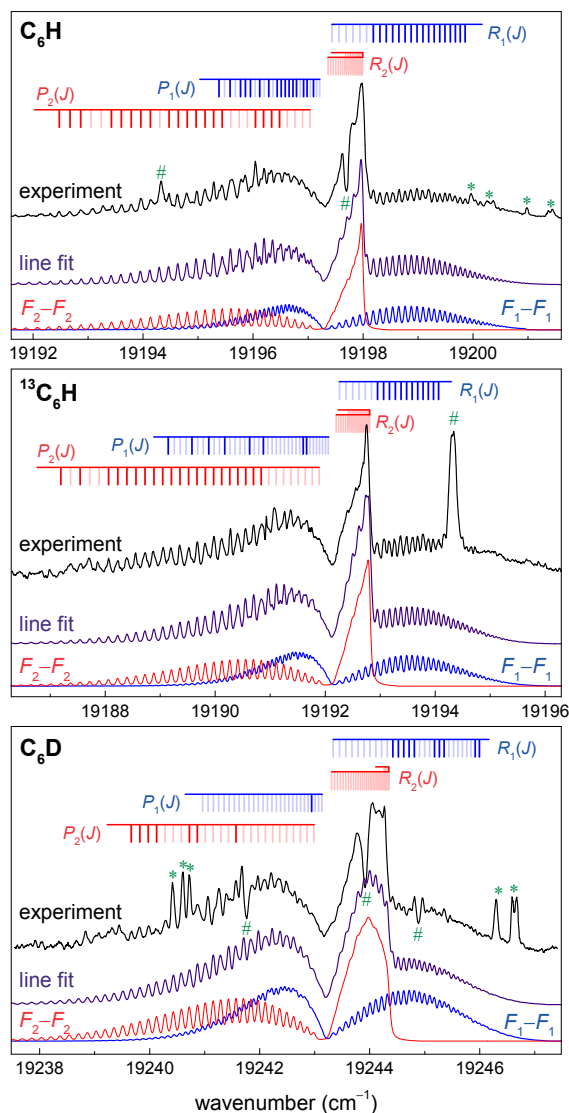 C₆H
R₁(J)
R₂(J)
P₁(J)
P₂(J)
#
experiment
#
* * * *
line fit
F₂–F₂
F₁–F₁
19192 19194 19196 19198 19200
¹³C₆H
R₁(J)
R₂(J)
P₁(J)
P₂(J)
#
experiment
line fit
F₂–F₂
F₁–F₁
19188 19190 19192 19194 19196
C₆D
R₁(J)
R₂(J)
P₁(J)
P₂(J)
* * *
* *
experiment
# # #
line fit
F₂–F₂
F₁–F₁
19238 19240 19242 19244 19246
wavenumber (cm⁻¹)